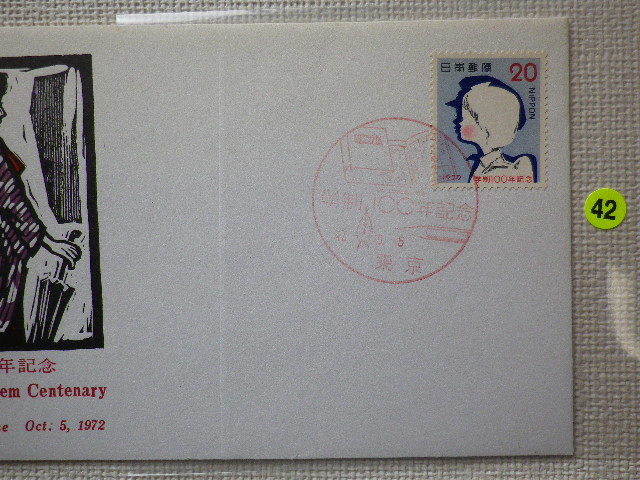 日本郵便 20
NIPPON
1972 学制100年記念
学制100年記念
5
東京
42
年記念
em Centenary
e Oct. 5, 1972